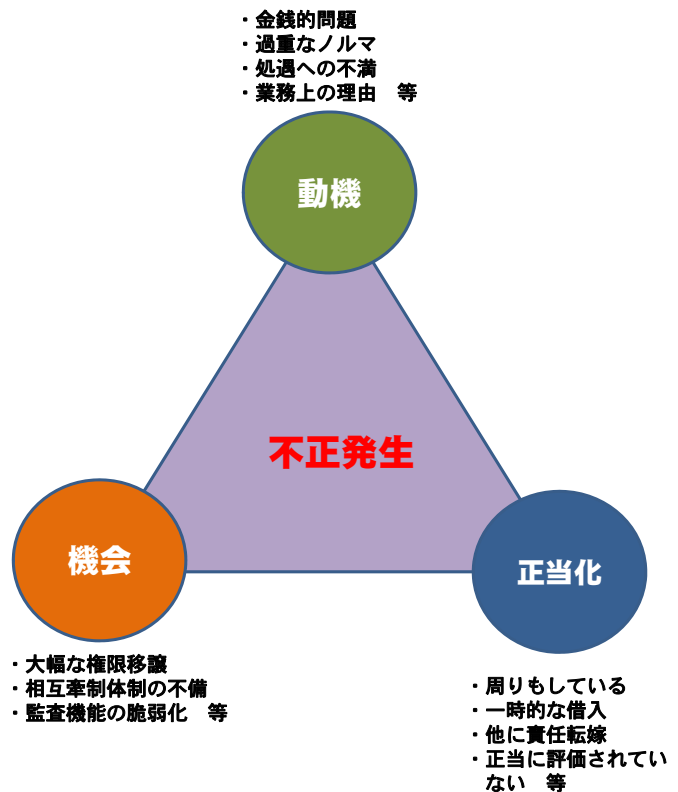 ・金銭的問題
・過重なノルマ
・処遇への不満
・業務上の理由　等
動機
不正発生
機会
正当化
・大幅な権限移譲
・相互牽制体制の不備
・監査機能の脆弱化　等
・周りもしている
・一時的な借入
・他に責任転嫁
・正当に評価されてい
ない　等